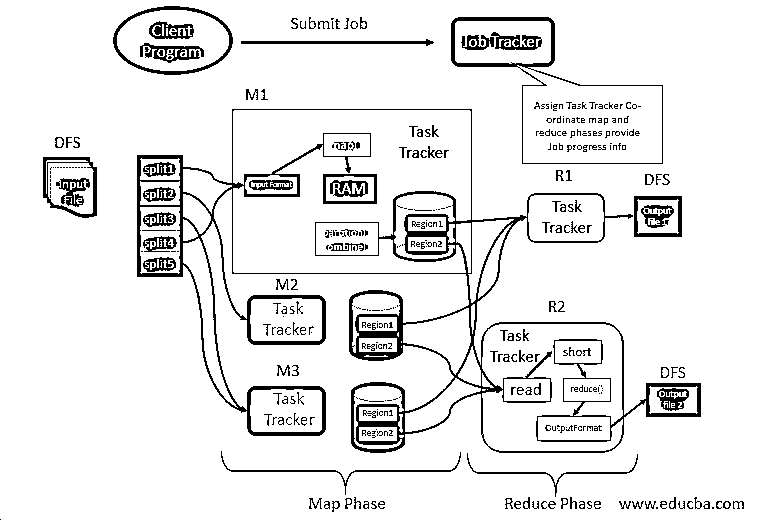 Client
Program
Submit Job
Job Tracker
Assign Task Tracker Co-
ordinate map and
reduce phases provide
Job progress info
DFS
Input
File
split1
split2
split3
split4
split5
M1
Input Format
map()
RAM
Task
Tracker
Region1
Region2
M2
Task
Tracker
Region1
Region2
M3
Task
Tracker
Region1
Region2
R1
Task
Tracker
DFS
Output
file 1
R2
Task
Tracker
read
short
reduce()
OutputFormat
DFS
Output
file 2
Map Phase
Reduce Phase
www.educba.com